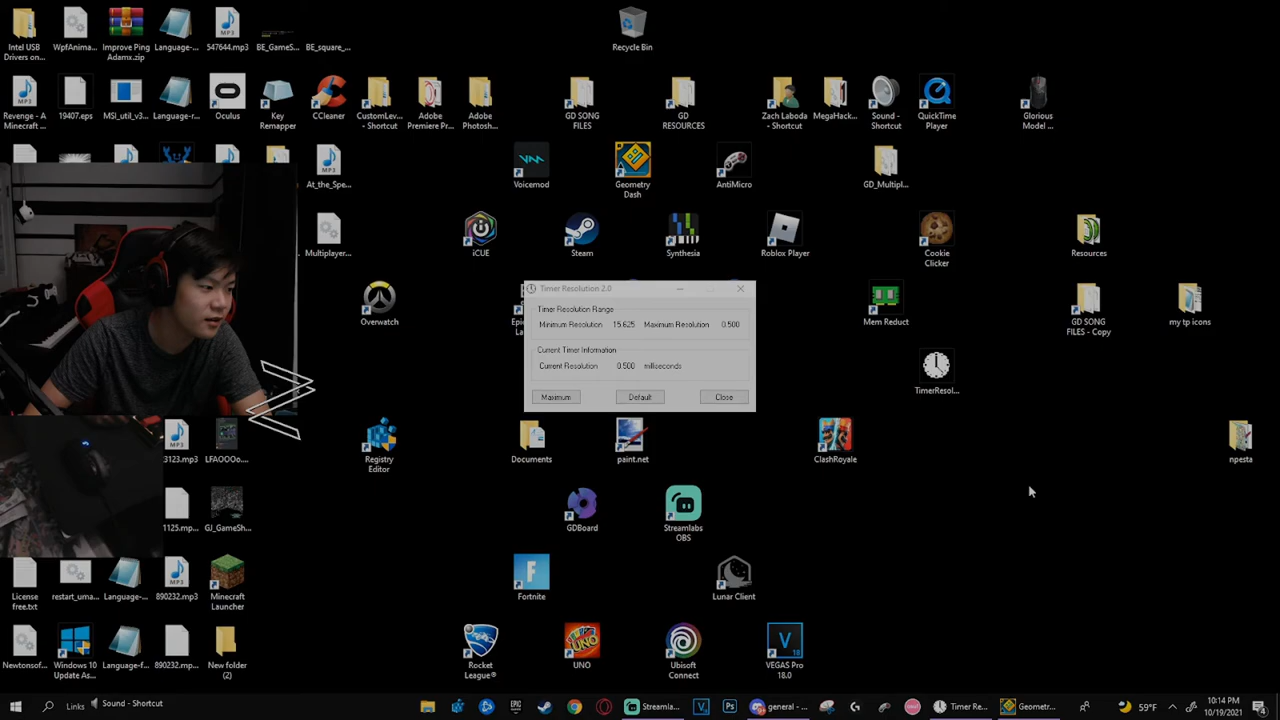 Intel USB
Drivers on...
WpfAnima...
Improve Ping
Adamx.zip
Language-...
547644.mp3
BE_GameS...
BE_square_...
Recycle Bin
Revenge - A
Minecraft ...
19407.eps
MSI_util_v3...
Language-r...
Oculus
Key
Remapper
CCleaner
CustomLev...
- Shortcut
Adobe
Premiere Pr...
Adobe
Photosh...
GD SONG
FILES
GD
RESOURCES
Zach Laboda
- Shortcut
MegaHack...
Sound -
Shortcut
QuickTime
Player
Glorious
Model ...
At_the_Spe...
Voicemod
Geometry
Dash
AntiMicro
GD_Multipl...
Multiplayer...
iCUE
Steam
Synthesia
Roblox Player
Cookie
Clicker
Resources
Overwatch
Timer Resolution 2.0
Timer Resolution Range
Minimum Resolution 15.625 Maximum Resolution 0.500
Current Timer Information
Current Resolution 0.500 milliseconds
Maximum
Default
Close
Mem Reduct
GD SONG
FILES - Copy
my tp icons
TimerResol...
3123.mp3
LFAOOOo....
Registry
Editor
Documents
paint.net
ClashRoyale
npesta
1125.mp...
GJ_GameSh...
GDBoard
Streamlabs
OBS
License
free.txt
restart_uma...
Language-...
890232.mp3
Minecraft
Launcher
Fortnite
Lunar Client
Newtonsof...
Windows 10
Update As...
Language-f...
890232.mp...
New folder
(2)
Rocket
League®
UNO
Ubisoft
Connect
VEGAS Pro
18.0
Links
Sound - Shortcut
EPIC
Streamla...
general - ...
Timer Re...
Geometr...
59°F
10:14 PM
10/19/2021
4